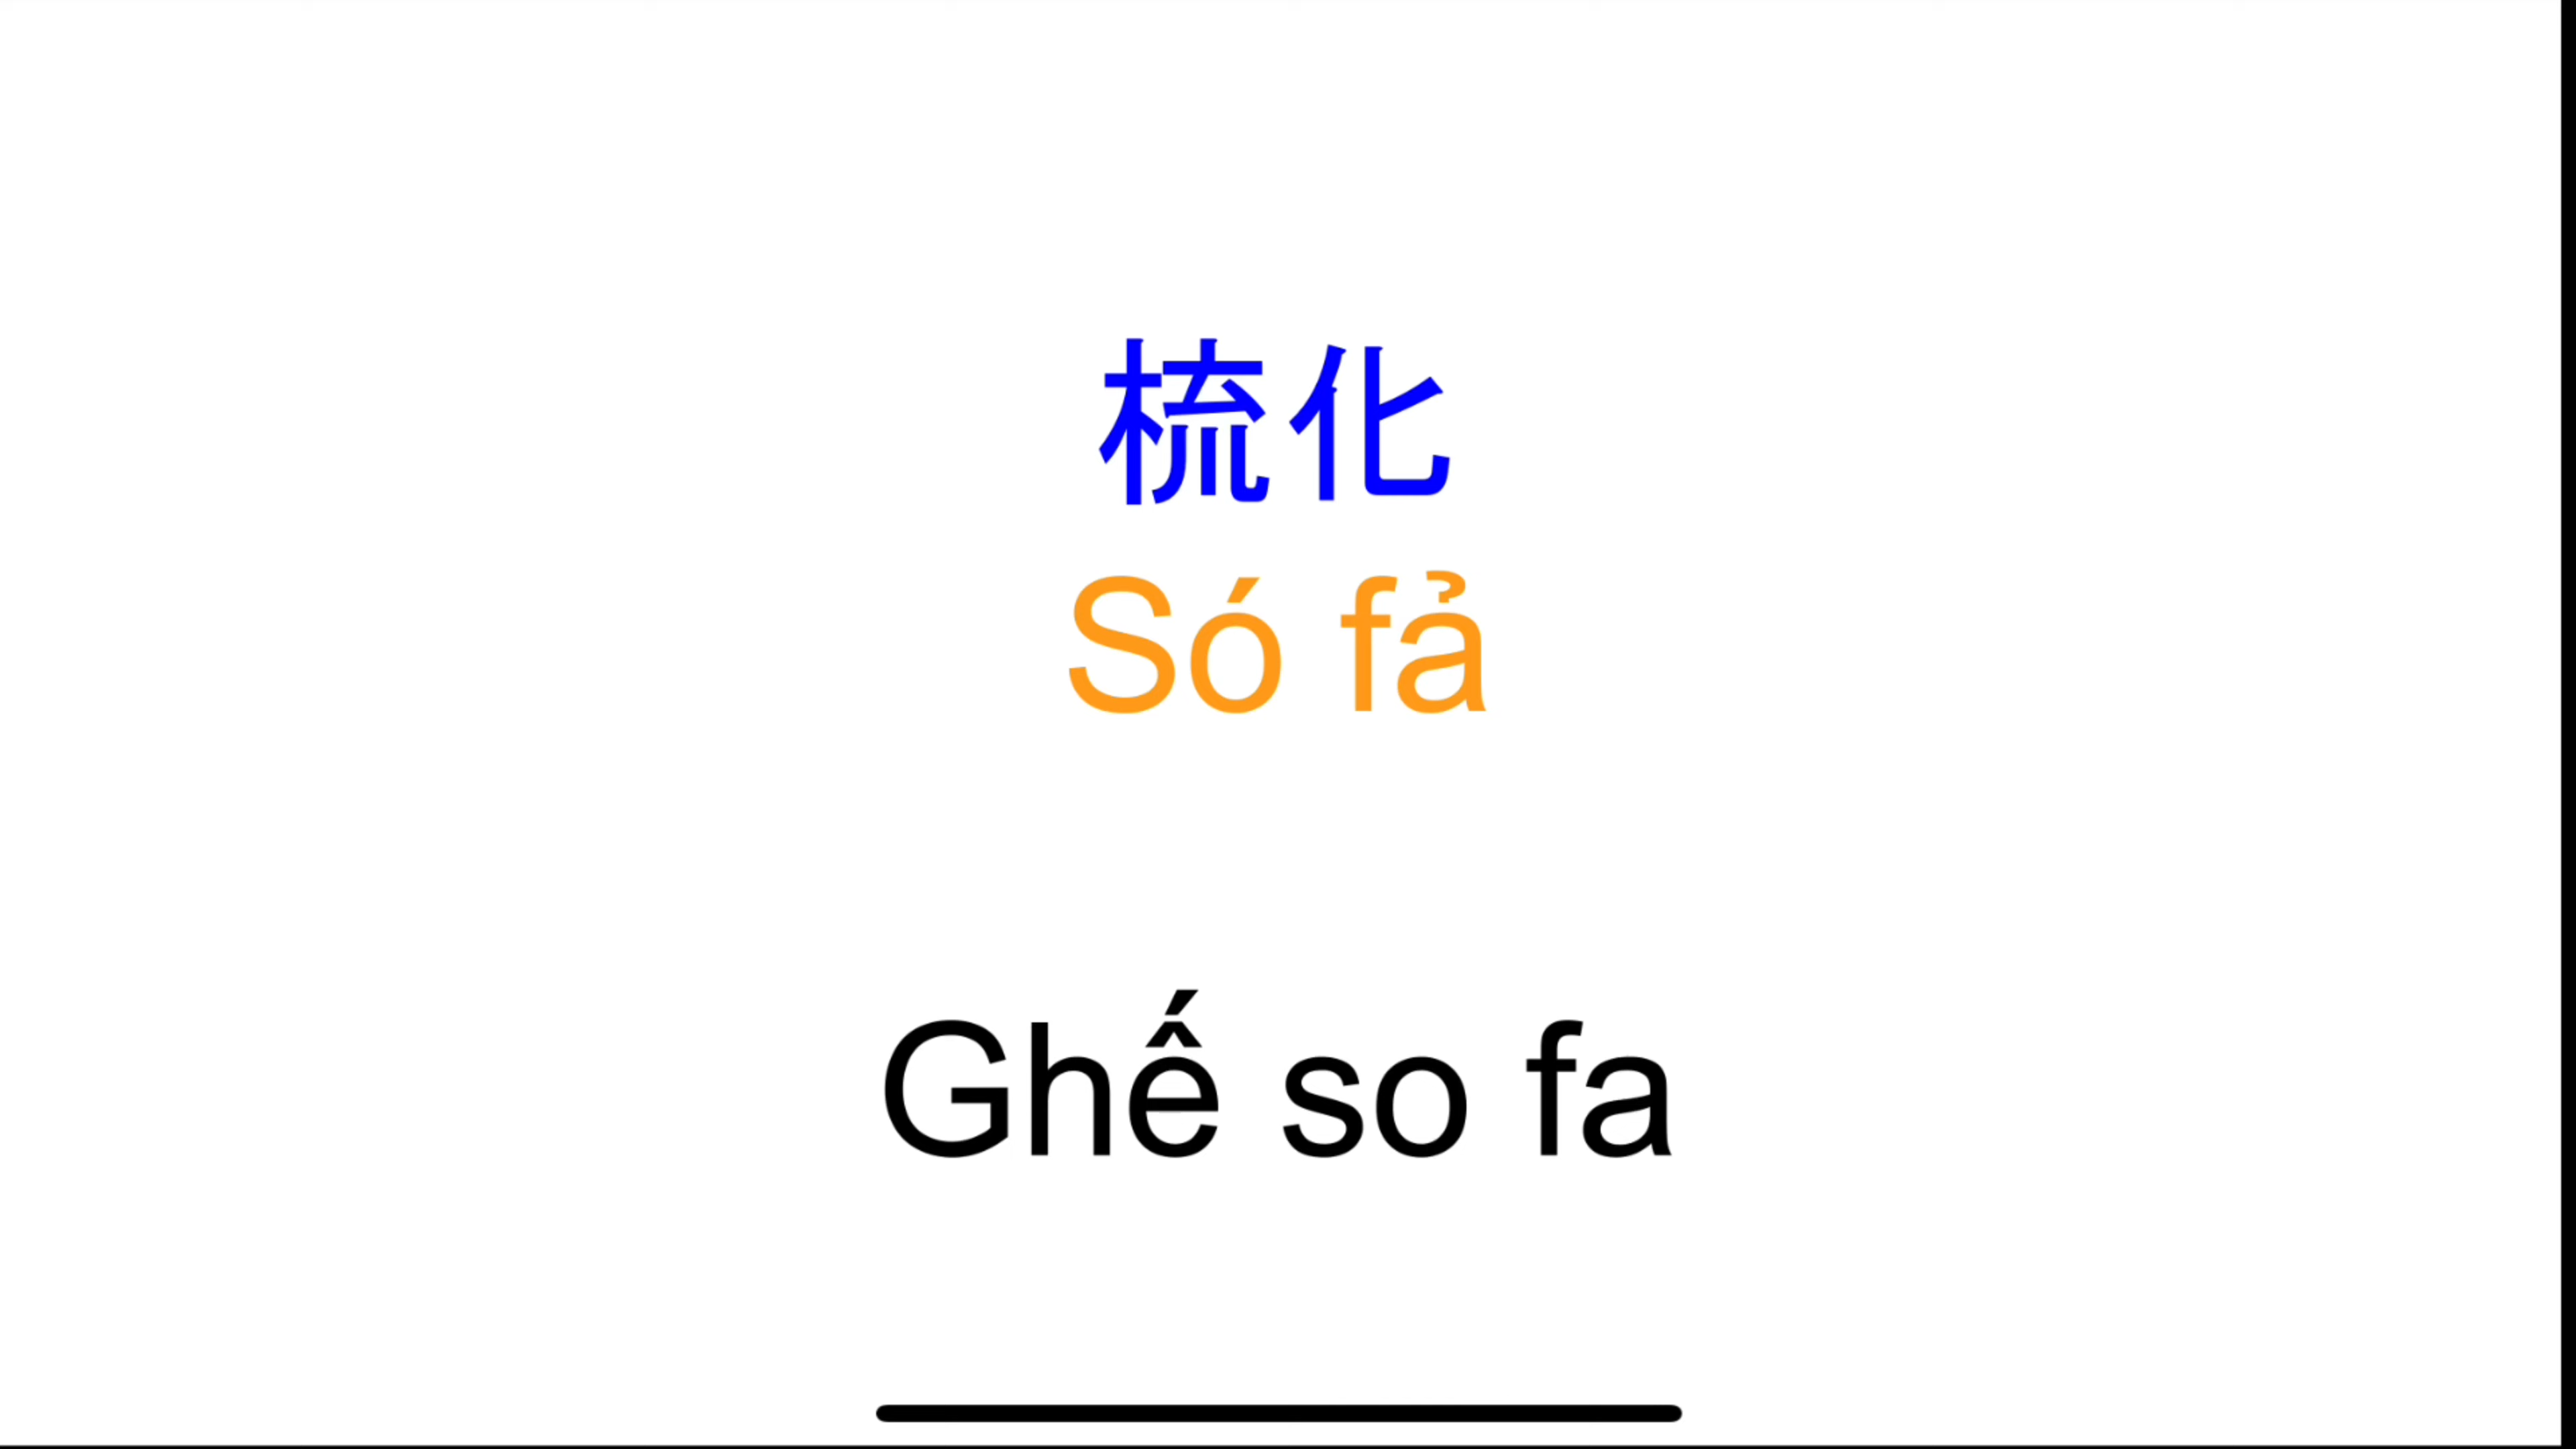 梳化
Só fả
Ghế so fa